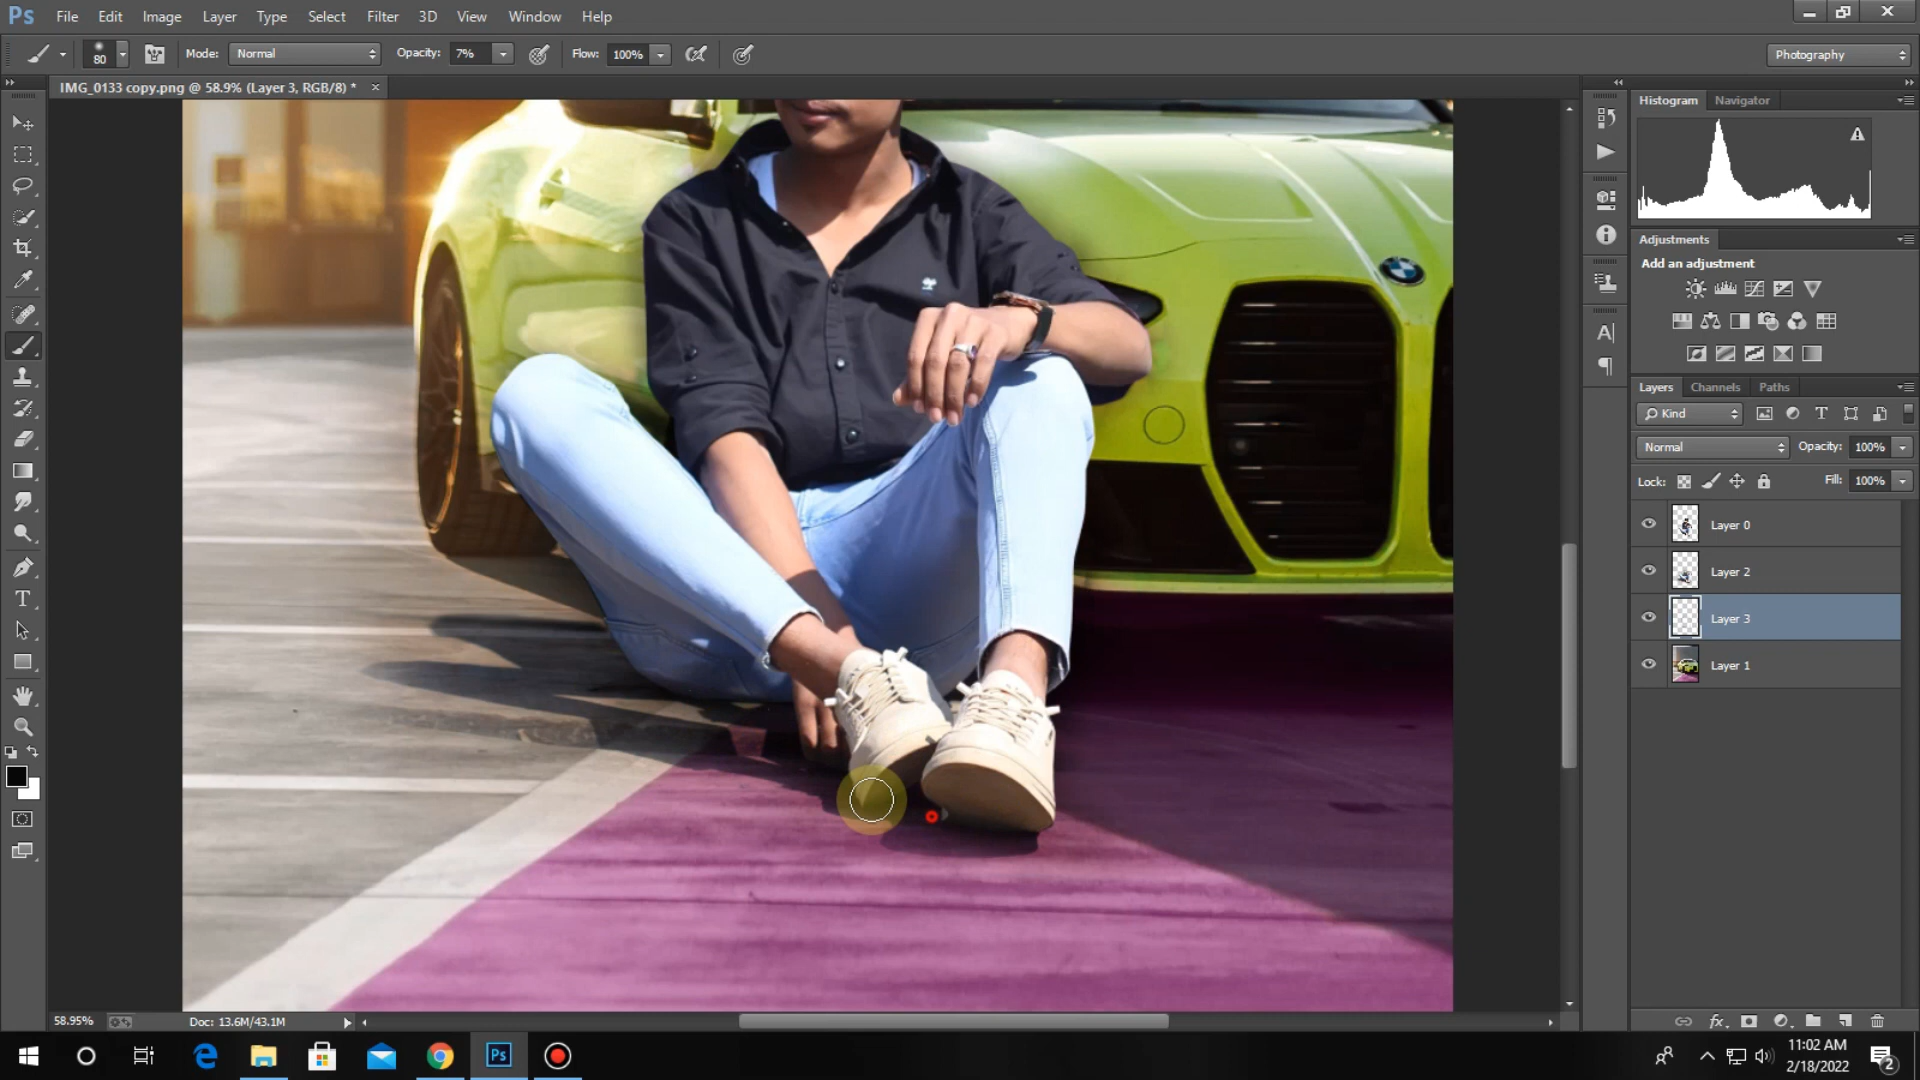 Ps File Edit Image Layer Type Select Filter 3D View Window Help
80 Mode: Normal Opacity: 7% Flow: 100% Photography
IMG_0133 copy.png @ 58.9% (Layer 3, RGB/8) *
Histogram Navigator
Adjustments
Add an adjustment
Layers Channels Paths
Kind
Normal Opacity: 100%
Lock: Fill: 100%
Layer 0
Layer 2
Layer 3
Layer 1
58.95% Doc: 13.6M/43.1M
fx
Ps
11:02 AM
2/18/2022
2